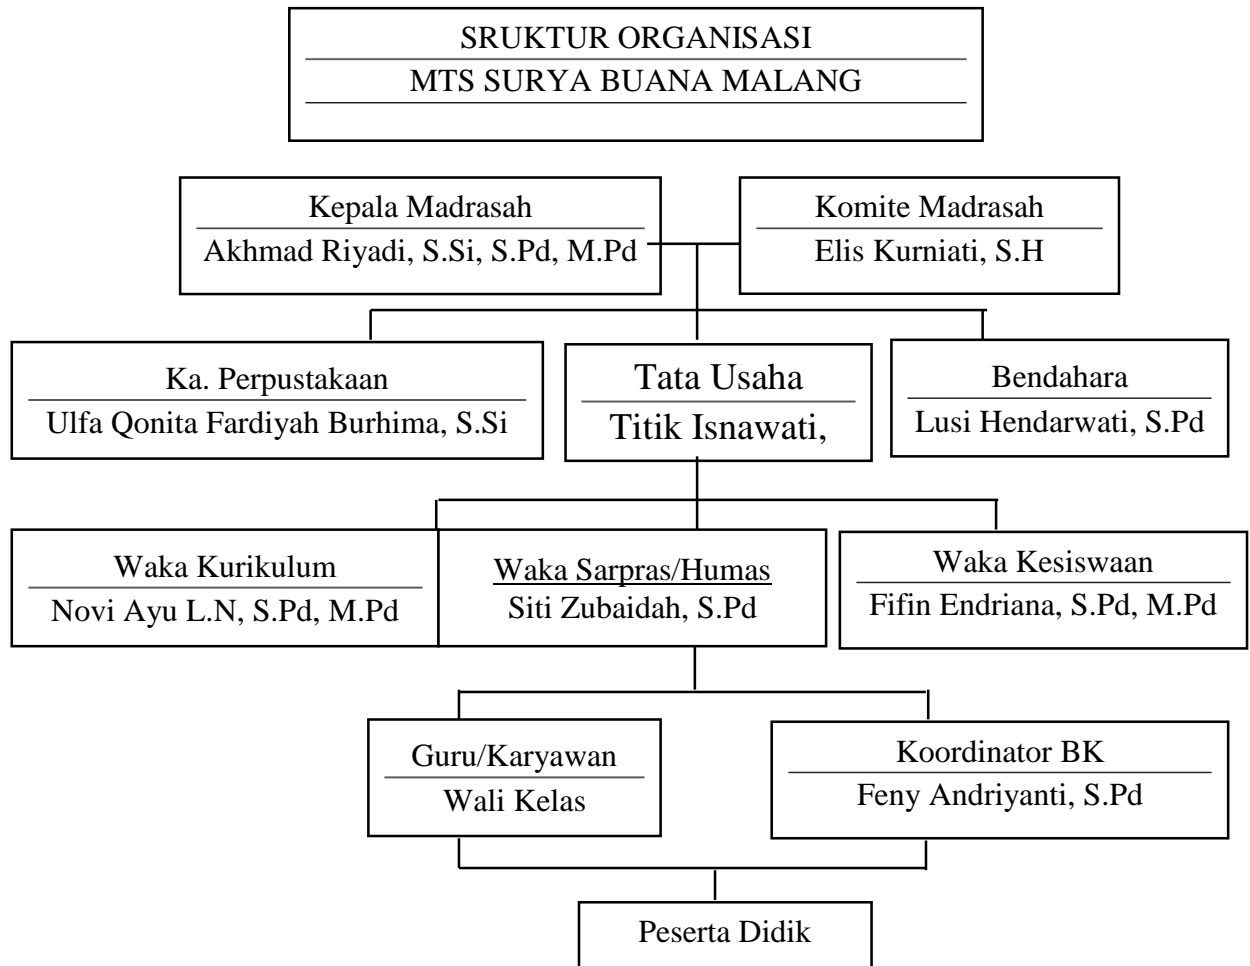 SRUKTUR ORGANISASI
MTS SURYA BUANA MALANG
Kepala Madrasah
Akhmad Riyadi, S.Si, S.Pd, M.Pd
Komite Madrasah
Elis Kurniati, S.H
Ka. Perpustakaan
Ulfa Qonita Fardiyah Burhima, S.Si
Tata Usaha
Titik Isnawati,
Bendahara
Lusi Hendarwati, S.Pd
Waka Kurikulum
Novi Ayu L.N, S.Pd, M.Pd
Waka Sarpras/Humas
Siti Zubaidah, S.Pd
Waka Kesiswaan
Fifin Endriana, S.Pd, M.Pd
Guru/Karyawan
Wali Kelas
Koordinator BK
Feny Andriyanti, S.Pd
Peserta Didik